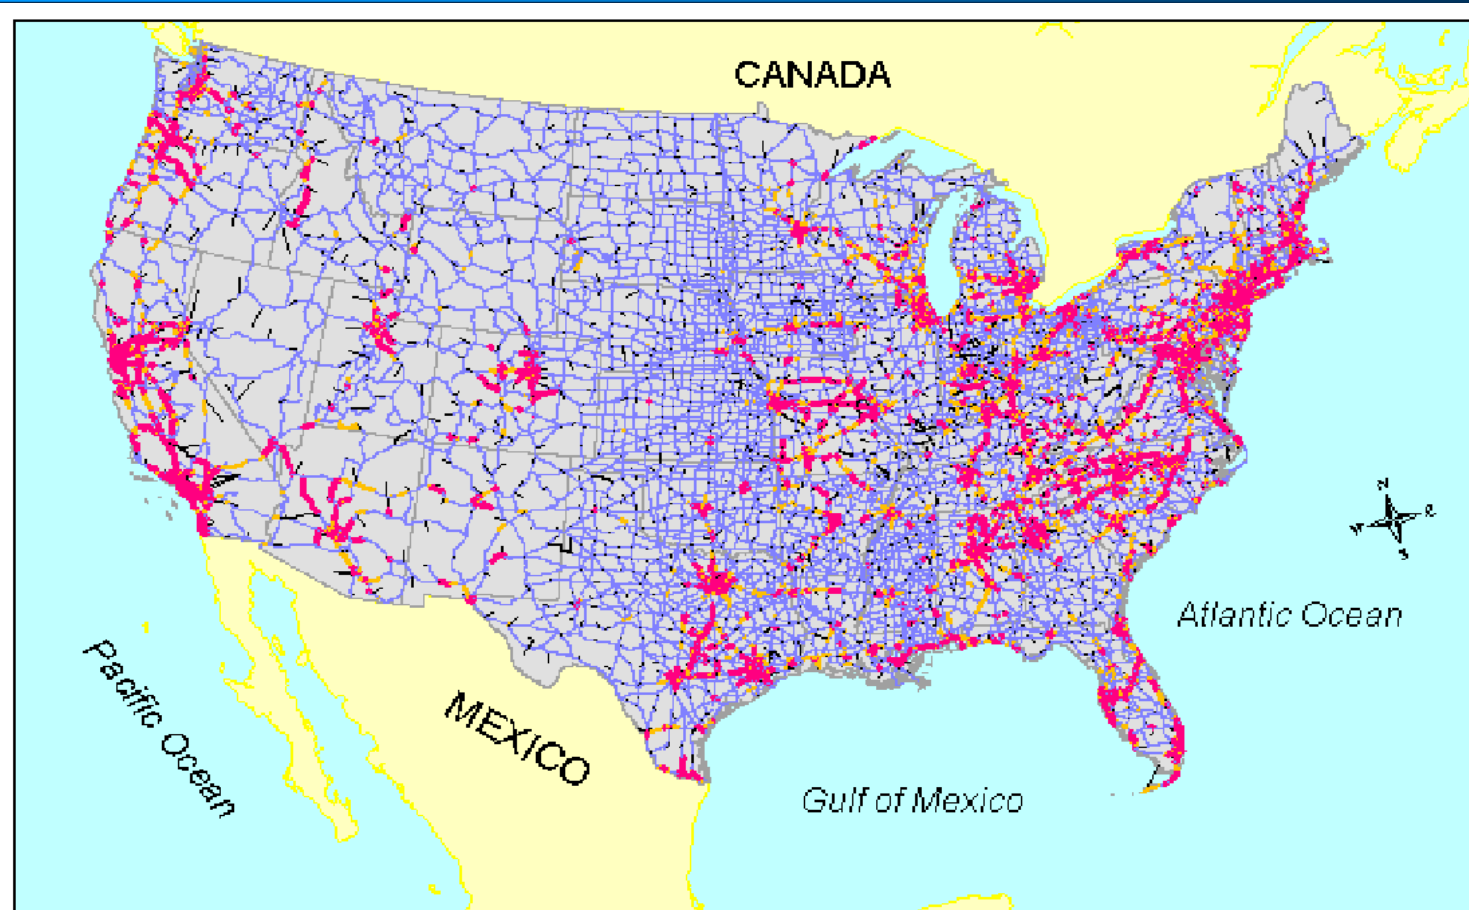 CANADA
Atlantic Ocean
Pacific Ocean
MEXICO
Gulf of Mexico